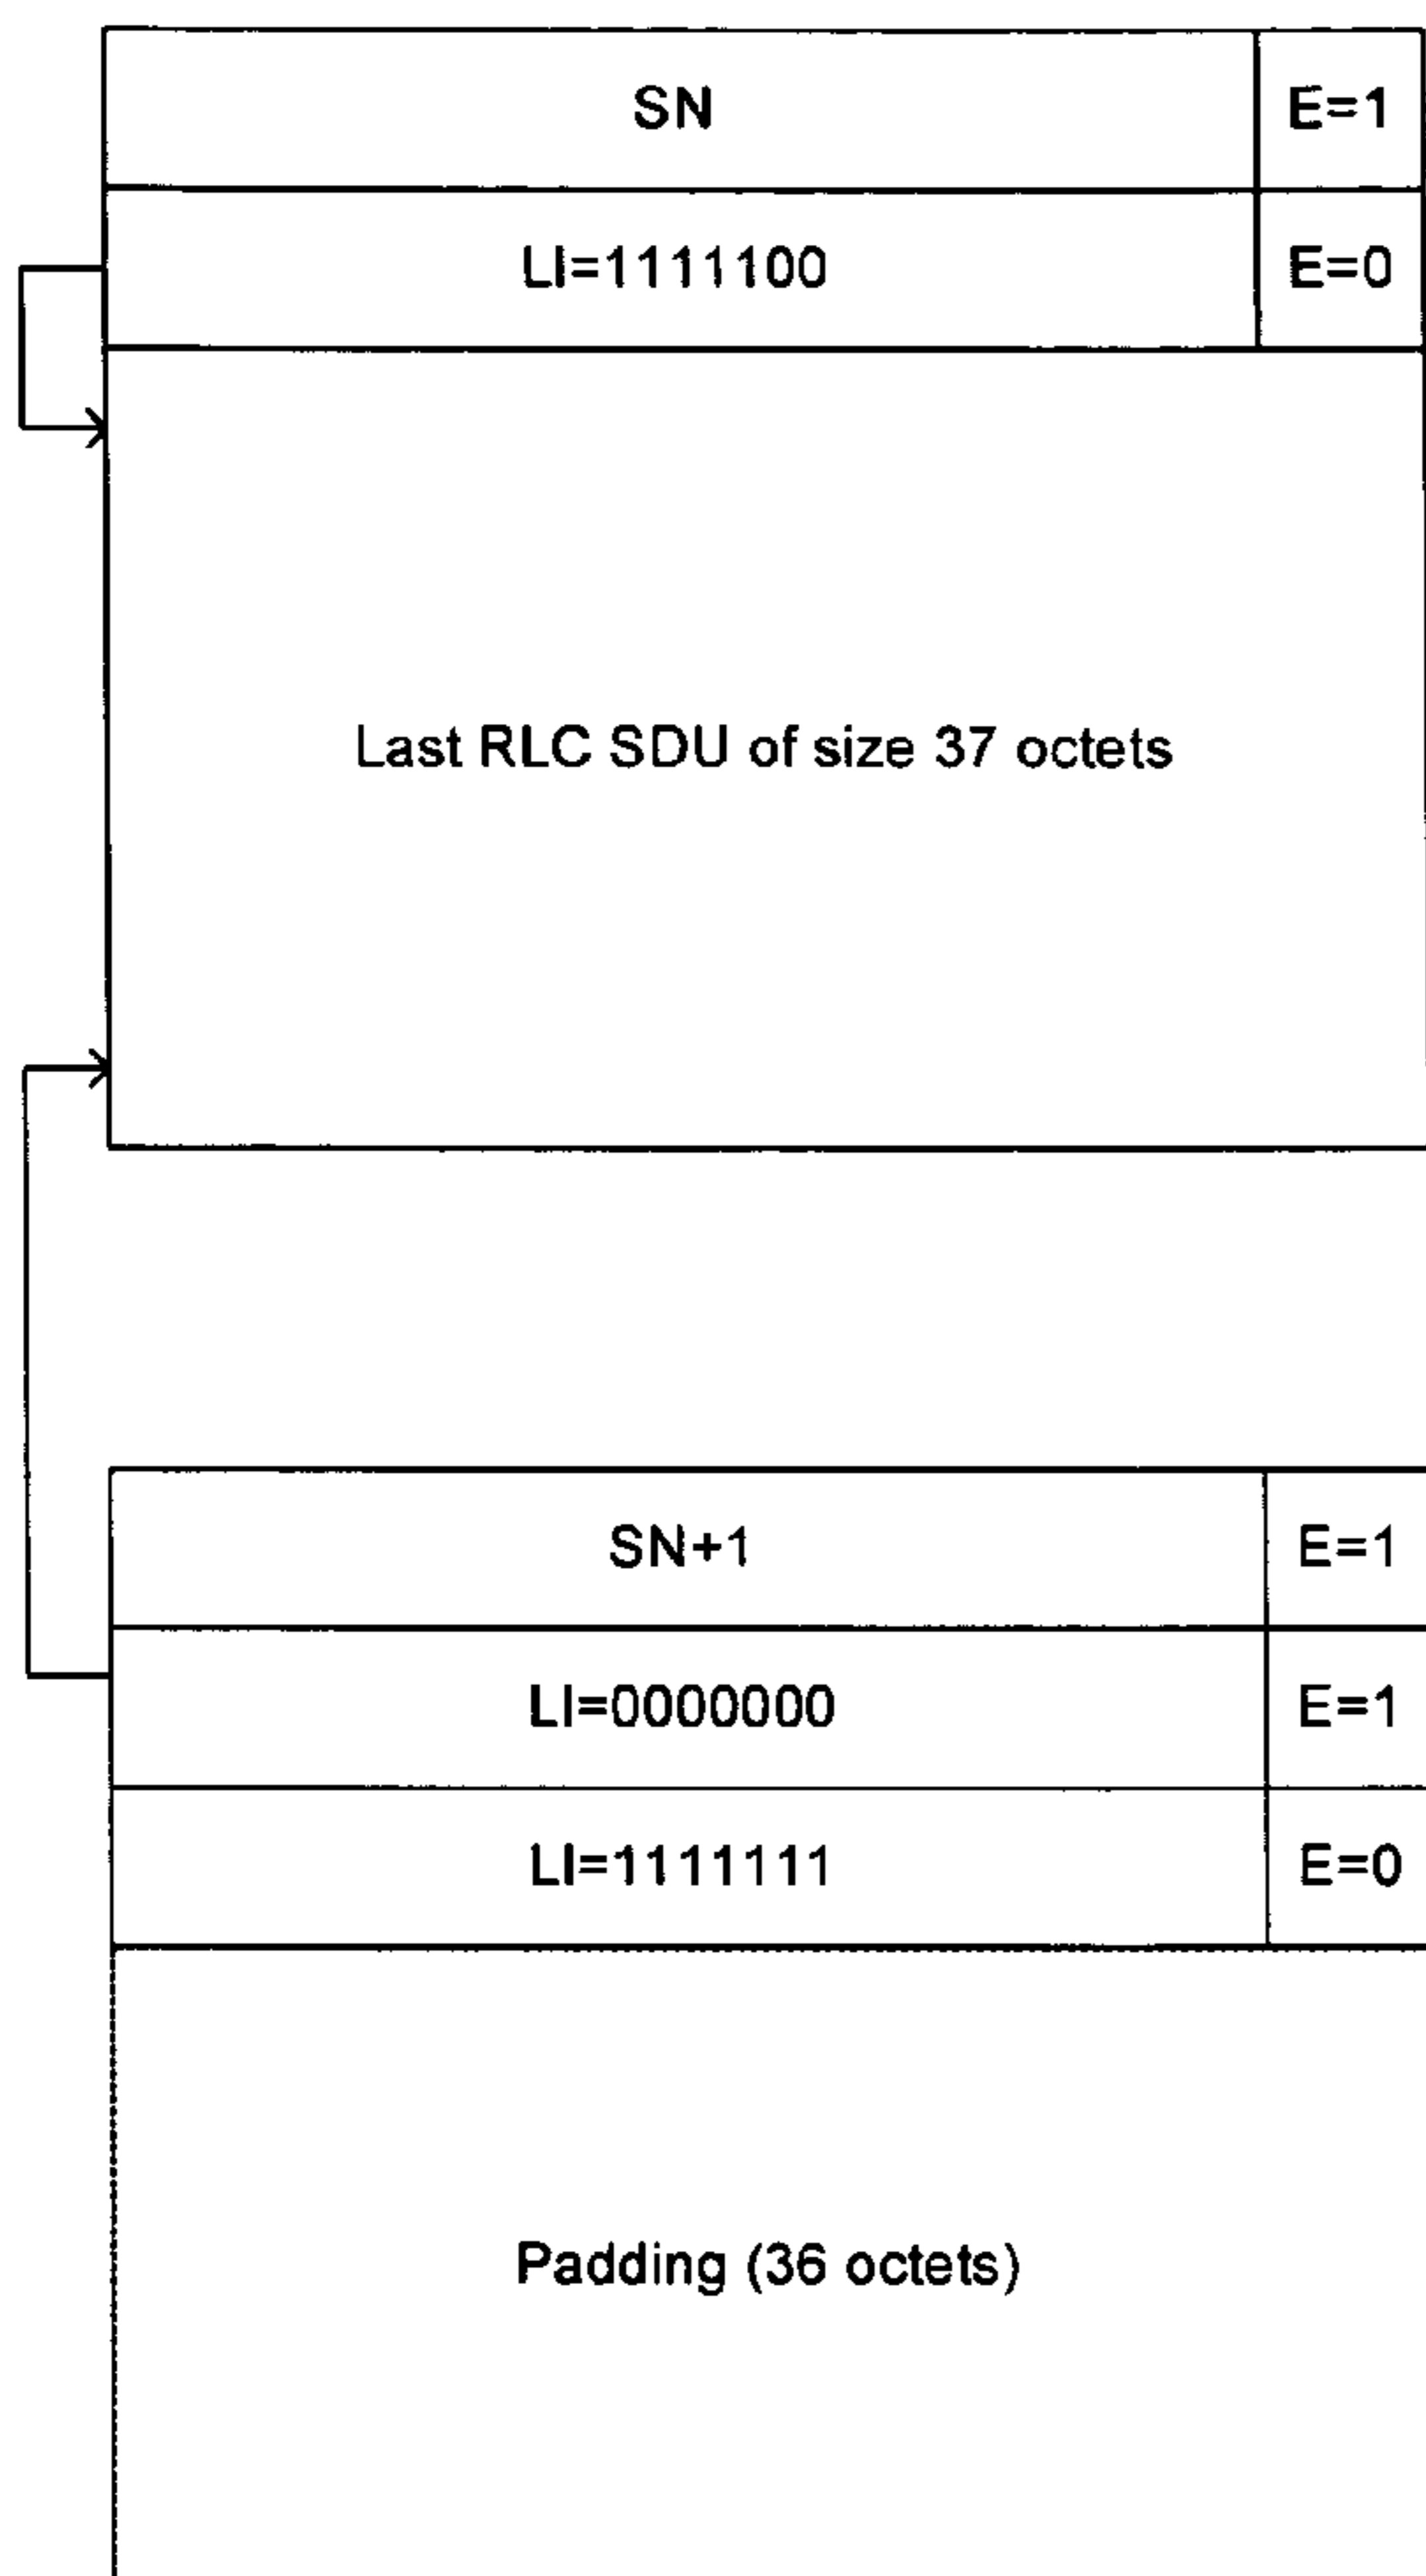 SN E=1
LI=1111100 E=0
Last RLC SDU of size 37 octets
SN+1 E=1
LI=0000000 E=1
LI=1111111 E=0
Padding (36 octets)